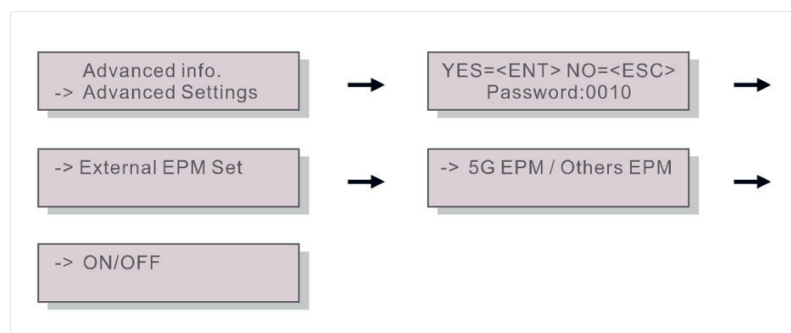 Advanced info.
-> Advanced Settings
YES=<ENT> NO=<ESC>
Password:0010
-> External EPM Set
-> 5G EPM / Others EPM
-> ON/OFF